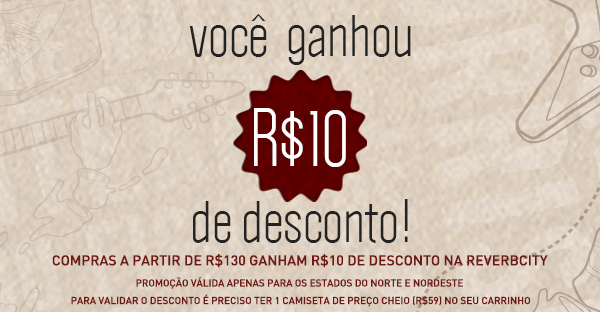 você ganhou
R$10
de desconto!
COMPRAS A PARTIR DE R$130 GANHAM R$10 DE DESCONTO NA REVERBCITY
PROMOÇÃO VÁLIDA APENAS PARA OS ESTADOS DO NORTE E NORDESTE
PARA VALIDAR O DESCONTO É PRECISO TER 1 CAMISETA DE PREÇO CHEIO (R$59) NO SEU CARRINHO